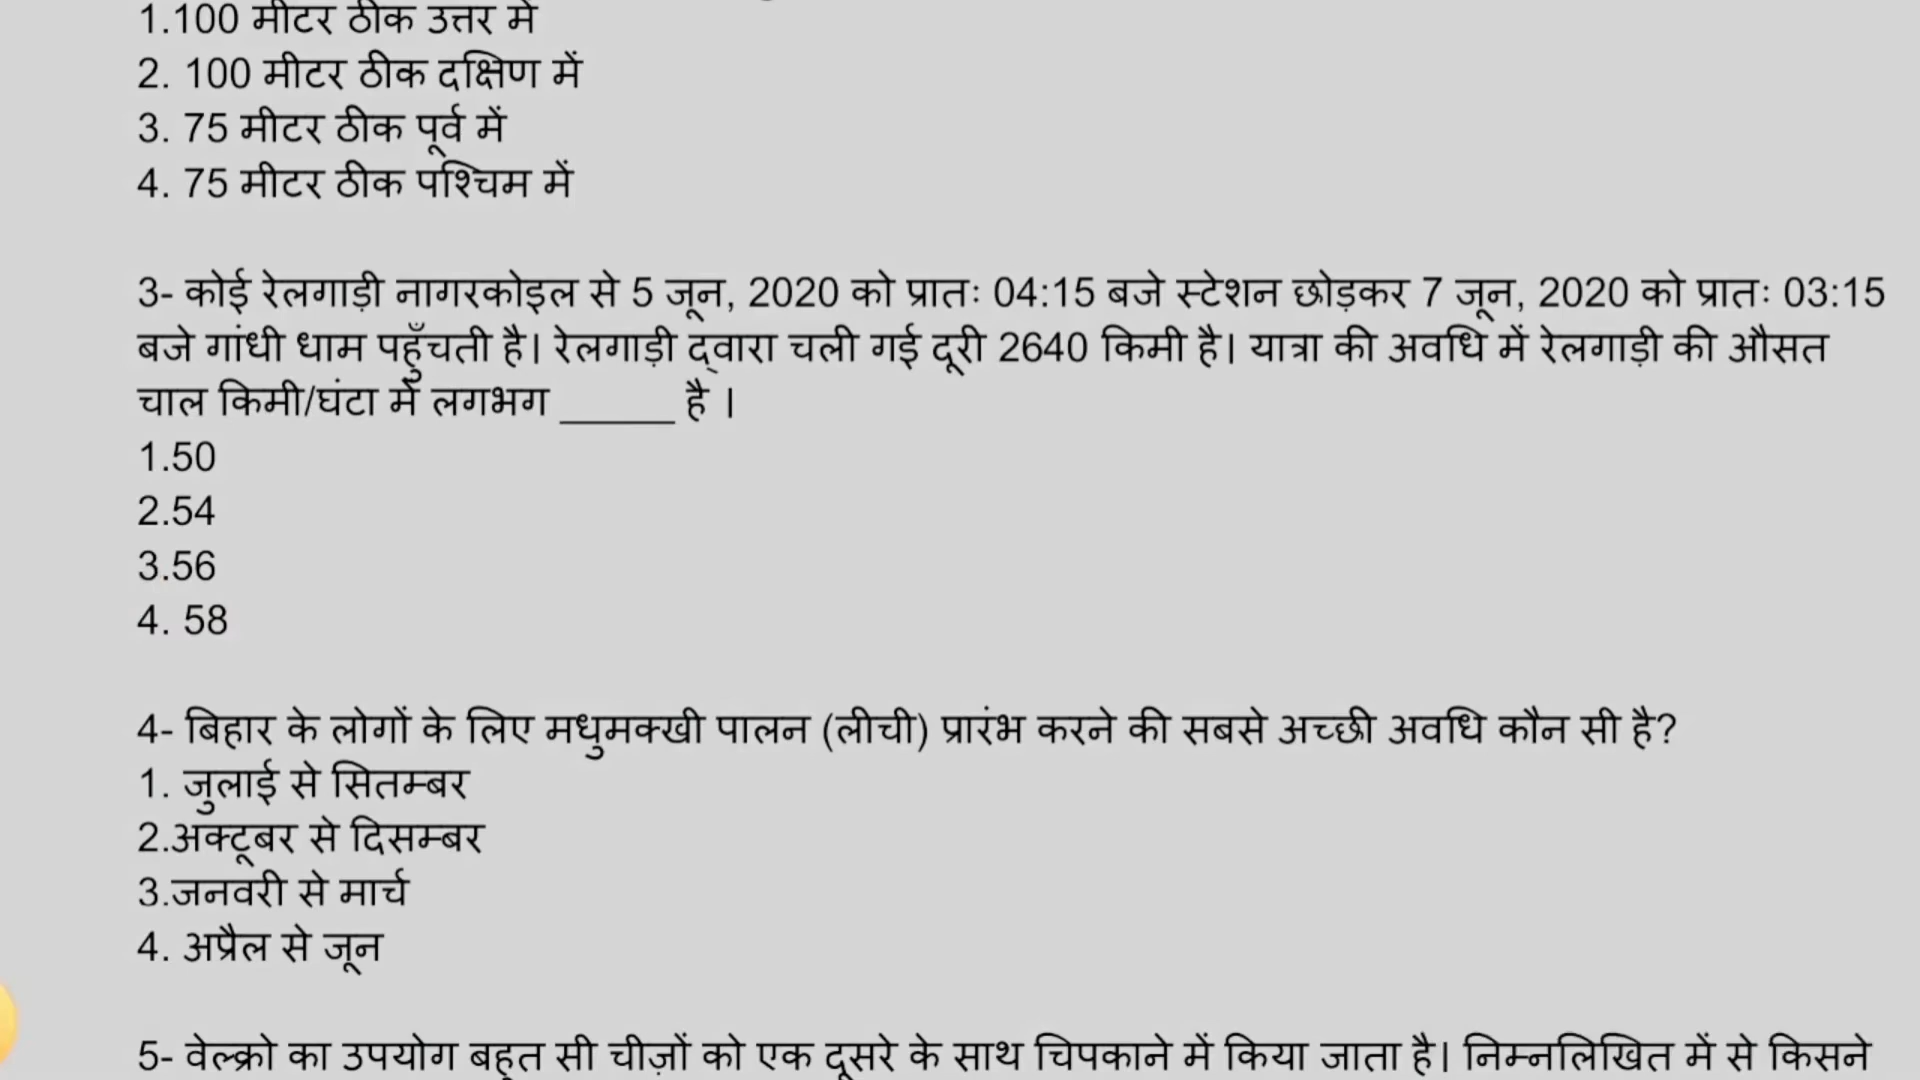 1.100 मीटर ठीक उत्तर में
2. 100 मीटर ठीक दक्षिण में
3. 75 मीटर ठीक पूर्व में
4. 75 मीटर ठीक पश्चिम में
3- कोई रेलगाड़ी नागरकोइल से 5 जून, 2020 को प्रातः 04:15 बजे स्टेशन छोड़कर 7 जून, 2020 को प्रातः 03:15
बजे गांधी धाम पहुँचती है। रेलगाड़ी द्वारा चली गई दूरी 2640 किमी है। यात्रा की अवधि में रेलगाड़ी की औसत
चाल किमी/घंटा में लगभग _____ है ।
1.50
2.54
3.56
4. 58
4- बिहार के लोगों के लिए मधुमक्खी पालन (लीची) प्रारंभ करने की सबसे अच्छी अवधि कौन सी है?
1. जुलाई से सितम्बर
2.अक्टूबर से दिसम्बर
3.जनवरी से मार्च
4. अप्रैल से जून
5- वेल्क्रो का उपयोग बहुत सी चीज़ों को एक दूसरे के साथ चिपकाने में किया जाता है। निम्नलिखित में से किसने